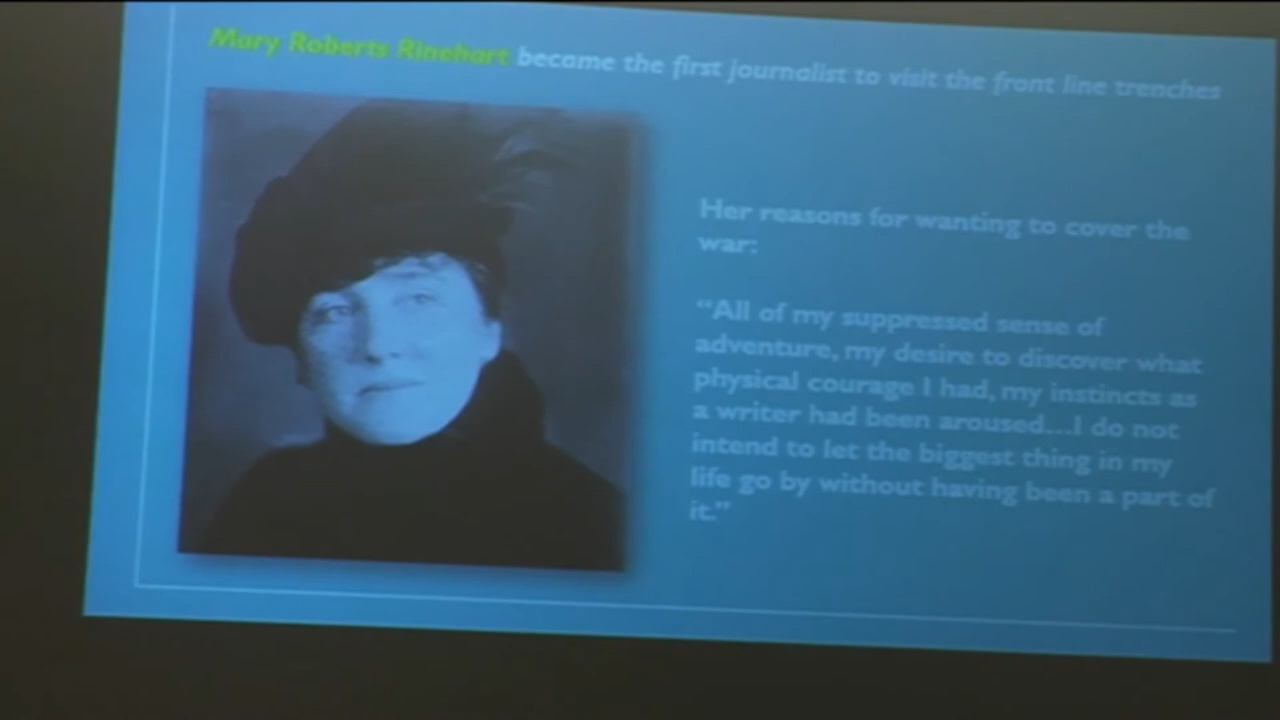 Mary Roberts Rinehart became the first journalist to visit the front line trenches
Her reasons for wanting to cover the
war:
“All of my suppressed sense of
adventure, my desire to discover what
physical courage I had, my instincts as
a writer had been aroused...I do not
intend to let the biggest thing in my
life go by without having been a part of
it.”